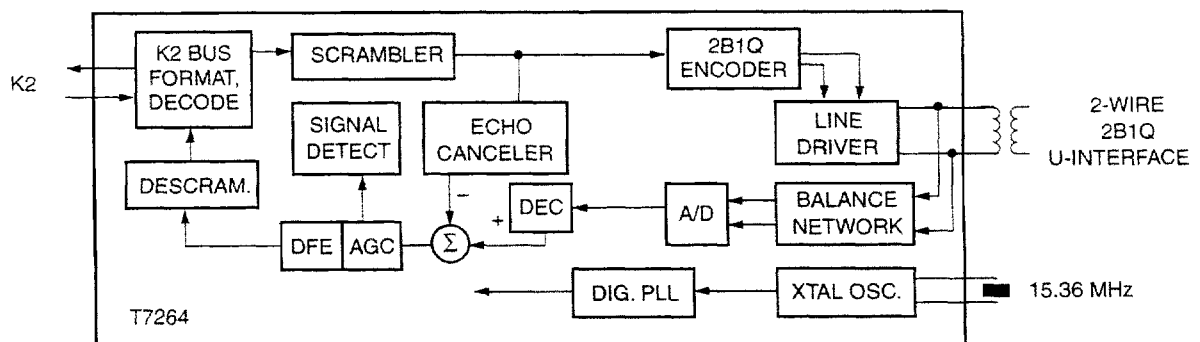 K2
K2 BUS
FORMAT,
DECODE
SCRAMBLER
2B1Q
ENCODER
SIGNAL
DETECT
ECHO
CANCELER
LINE
DRIVER
2-WIRE
2B1Q
U-INTERFACE
DESCRAM.
DFE
AGC
−
Σ
+
DEC
A/D
BALANCE
NETWORK
DIG. PLL
XTAL OSC.
15.36 MHz
T7264